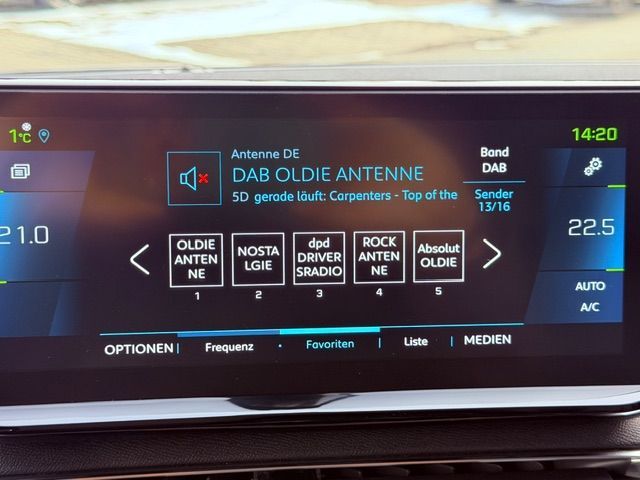 1°C
14:20
Antenne DE
DAB OLDIE ANTENNE
5D gerade läuft: Carpenters - Top of the
Band
DAB
Sender
13/16
21.0
22.5
AUTO
A/C
OLDIE
ANTEN
NE
1
NOSTA
LGIE
2
dpd
DRIVER
SRADIO
3
ROCK
ANTEN
NE
4
Absolut
OLDIE
5
OPTIONEN
Frequenz
Favoriten
Liste
MEDIEN